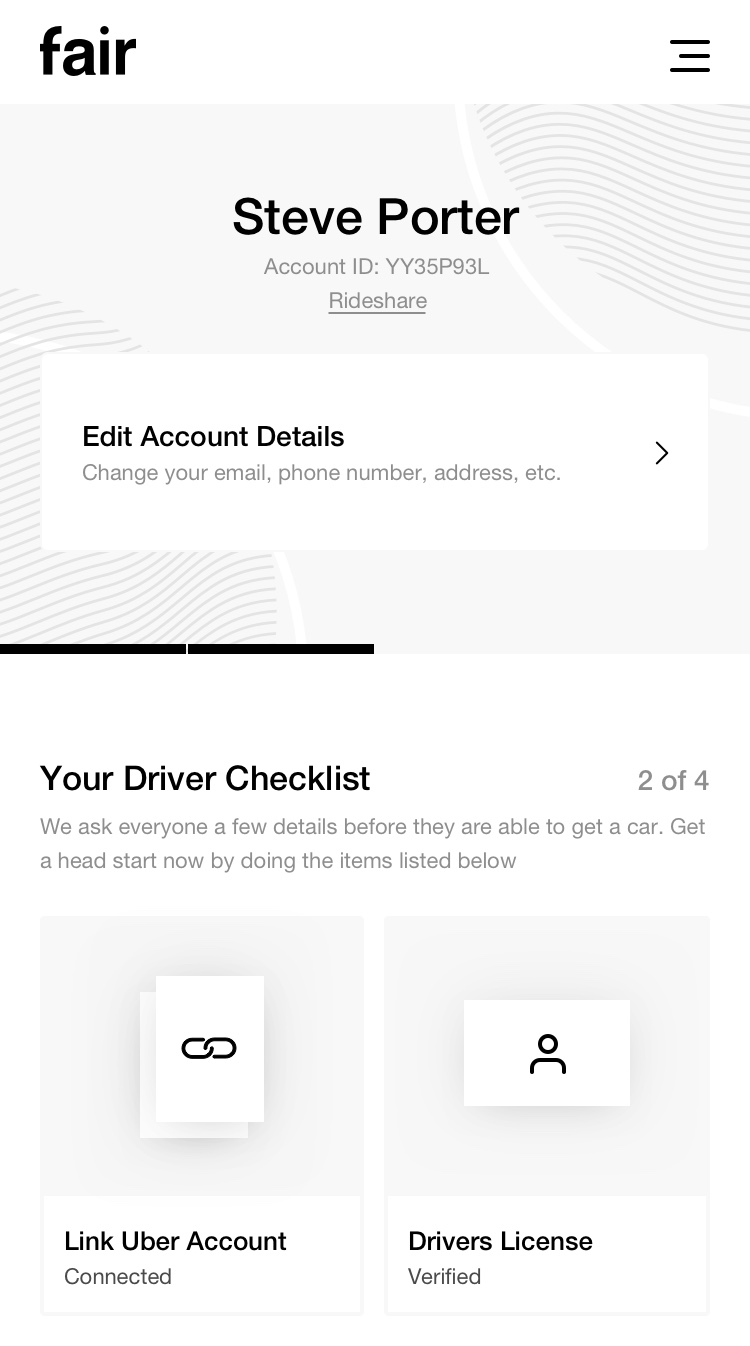 fair
Steve Porter
Account ID: YY35P93L
Rideshare
Edit Account Details
Change your email, phone number, address, etc.
Your Driver Checklist
2 of 4
We ask everyone a few details before they are able to get a car. Get
a head start now by doing the items listed below
Link Uber Account
Connected
Drivers License
Verified